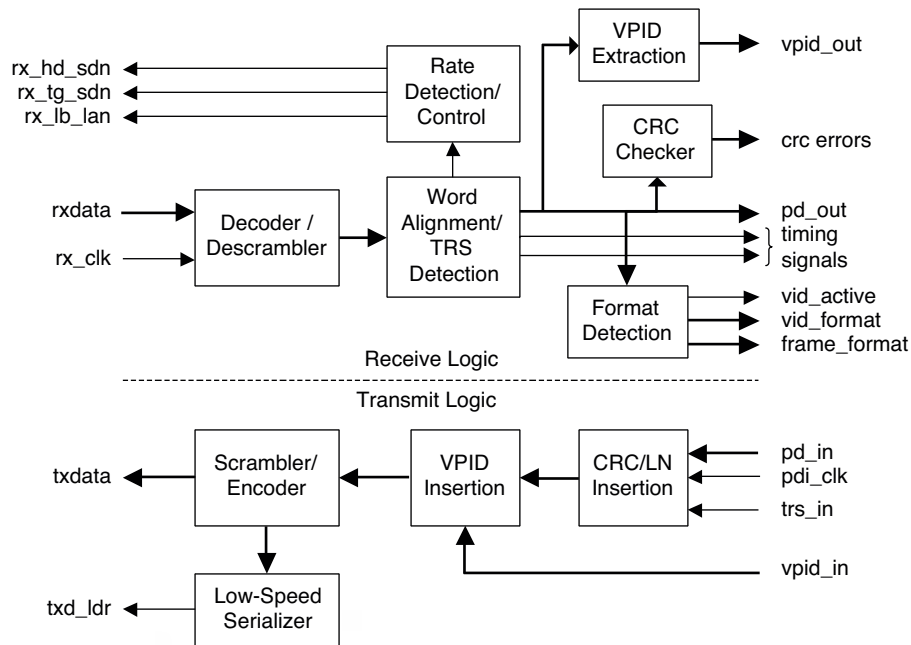 VPID
Extraction
vpid_out
rx_hd_sdn
rx_tg_sdn
rx_lb_lan
Rate
Detection/
Control
CRC
Checker
crc errors
rxdata
rx_clk
Decoder /
Descrambler
Word
Alignment/
TRS
Detection
pd_out
timing
signals
Format
Detection
vid_active
vid_format
frame_format
Receive Logic
Transmit Logic
txdata
Scrambler/
Encoder
VPID
Insertion
CRC/LN
Insertion
pd_in
pdi_clk
trs_in
vpid_in
txd_ldr
Low-Speed
Serializer